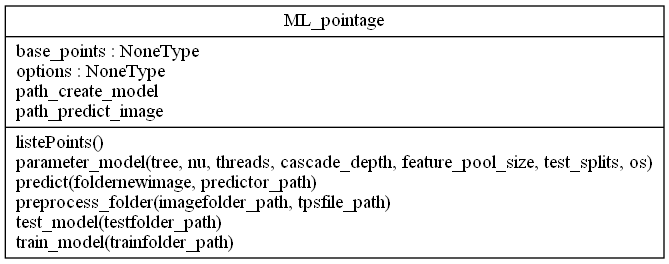 ML_pointage
base_points : NoneType
options : NoneType
path_create_model
path_predict_image
listePoints()
parameter_model(tree, nu, threads, cascade_depth, feature_pool_size, test_splits, os)
predict(foldernewimage, predictor_path)
preprocess_folder(imagefolder_path, tpsfile_path)
test_model(testfolder_path)
train_model(trainfolder_path)